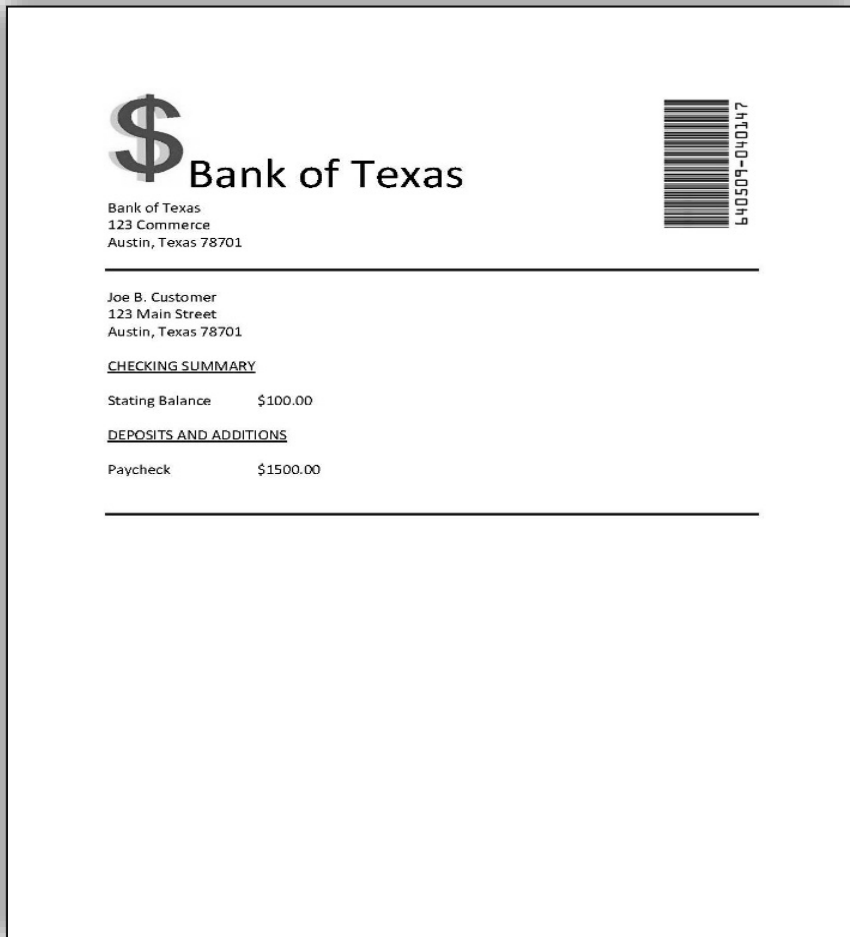 $
Bank of Texas
640509-040147
Bank of Texas
123 Commerce
Austin, Texas 78701
Joe B. Customer
123 Main Street
Austin, Texas 78701
CHECKING SUMMARY
Stating Balance $100.00
DEPOSITS AND ADDITIONS
Paycheck $1500.00